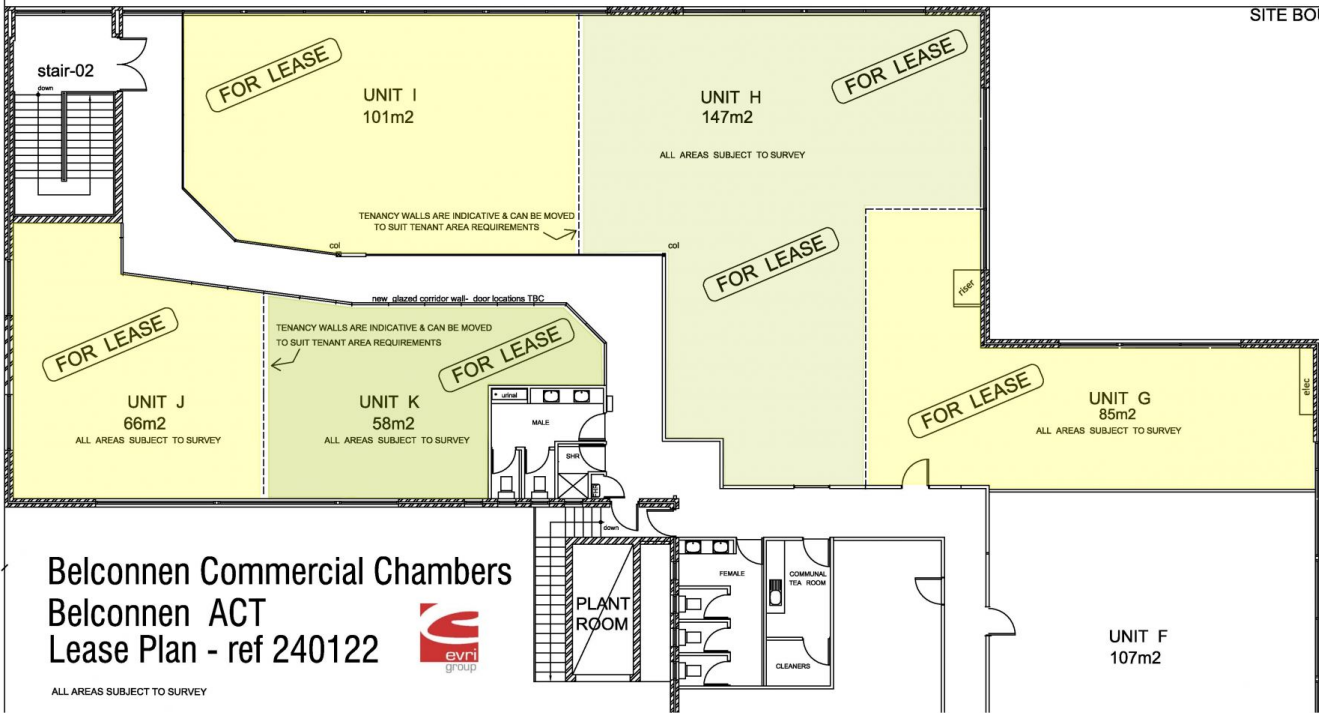 SITE BOU
stair-02
down
FOR LEASE
UNIT I
101m2
FOR LEASE
UNIT H
147m2
ALL AREAS SUBJECT TO SURVEY
TENANCY WALLS ARE INDICATIVE & CAN BE MOVED
TO SUIT TENANT AREA REQUIREMENTS
col
col
FOR LEASE
riser
new glazed corridor wall- door locations TBC
TENANCY WALLS ARE INDICATIVE & CAN BE MOVED
TO SUIT TENANT AREA REQUIREMENTS
FOR LEASE
UNIT J
66m2
ALL AREAS SUBJECT TO SURVEY
FOR LEASE
UNIT K
58m2
ALL AREAS SUBJECT TO SURVEY
urinal
MALE
SHR
FOR LEASE
UNIT G
85m2
ALL AREAS SUBJECT TO SURVEY
elec
down
PLANT
ROOM
FEMALE
COMMUNAL
TEA ROOM
CLEANERS
UNIT F
107m2
Belconnen Commercial Chambers
Belconnen ACT
Lease Plan - ref 240122
evri
group
ALL AREAS SUBJECT TO SURVEY